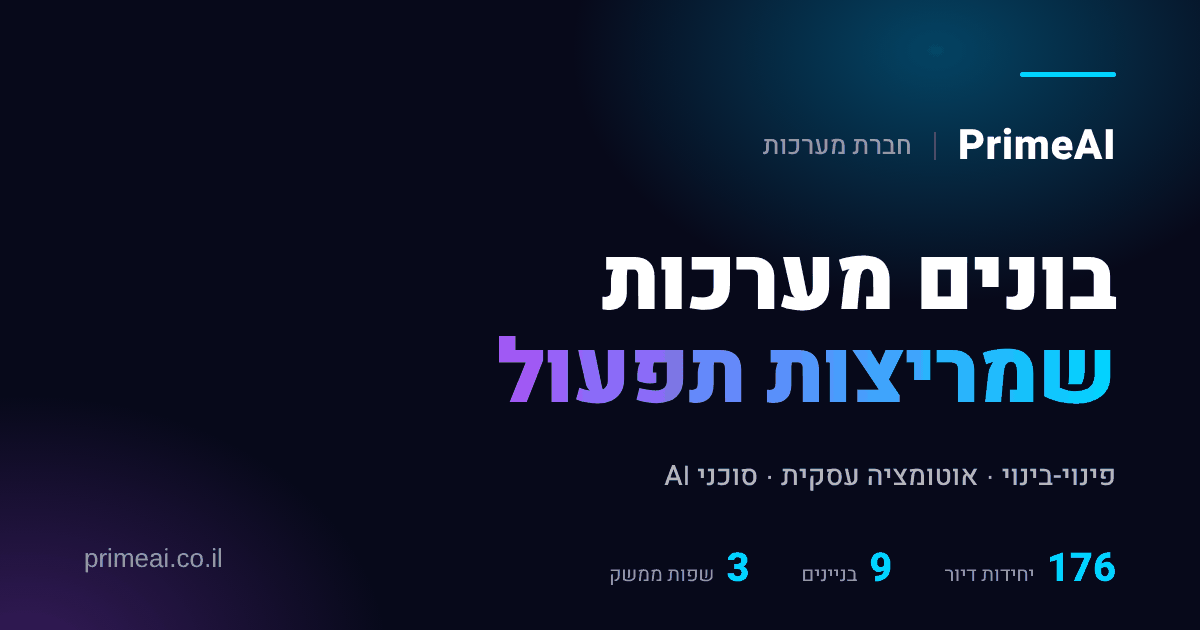 PrimeAI | חברת מערכות
בונים מערכות
שמריצות תפעול
פינוי-בינוי · אוטומציה עסקית · סוכני AI
176 יחידות דיור 9 בניינים 3 שפות ממשק
primeai.co.il